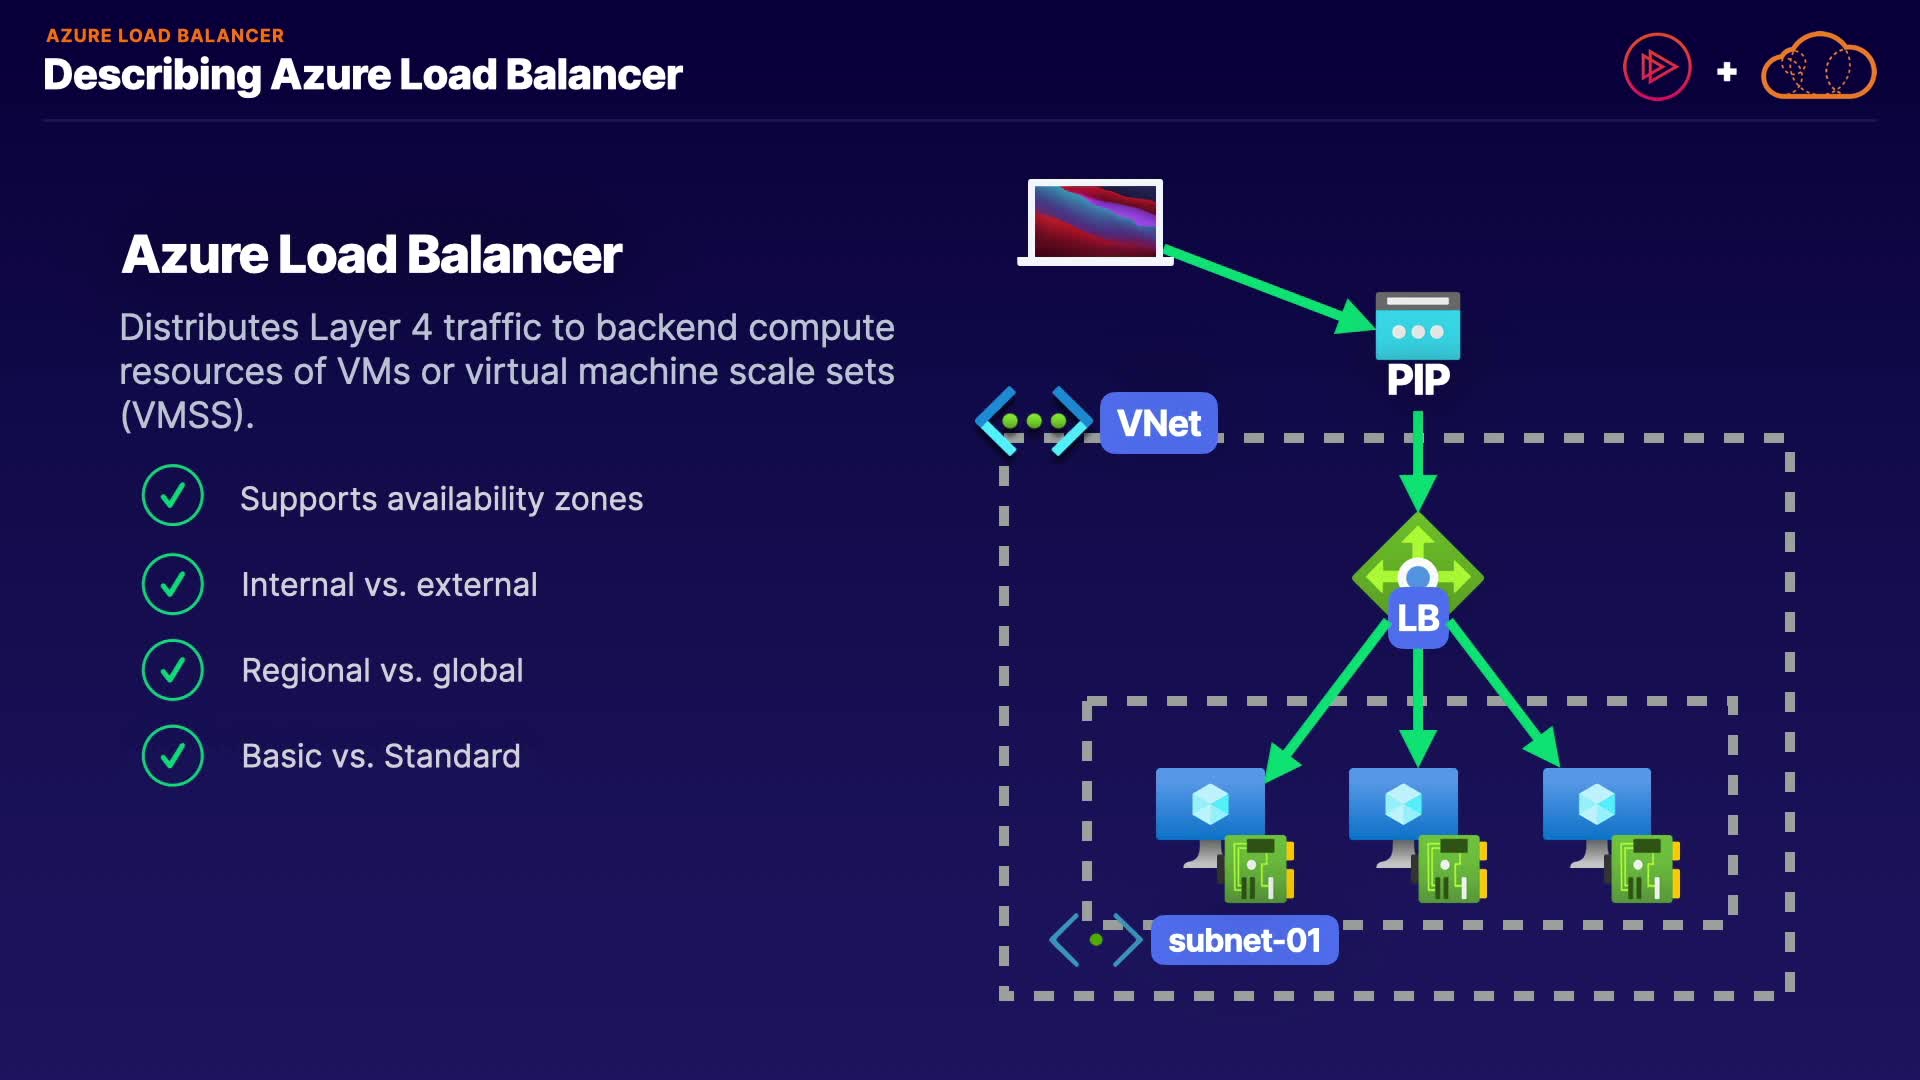 AZURE LOAD BALANCER
Describing Azure Load Balancer
+
Azure Load Balancer
Distributes Layer 4 traffic to backend compute
resources of VMs or virtual machine scale sets
(VMSS).
Supports availability zones
Internal vs. external
Regional vs. global
Basic vs. Standard
PIP
VNet
LB
subnet-01